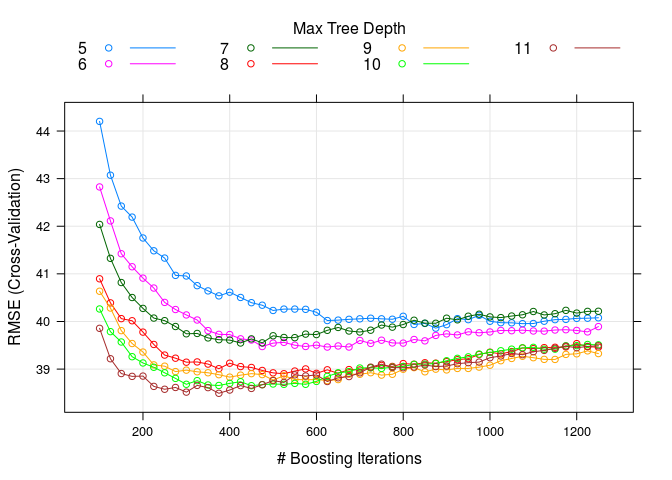 Max Tree Depth
5 7 9 11
6 8 10
44
43
42
41
40
39
RMSE (Cross-Validation)
200 400 600 800 1000 1200
# Boosting Iterations